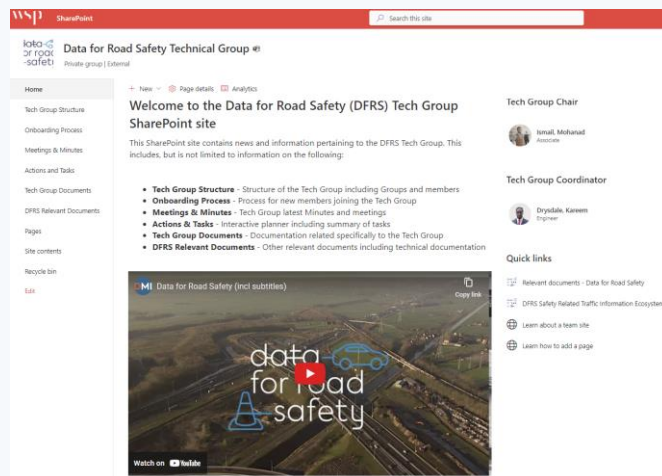 wsp SharePoint
Search this site
data
for road
-safety
Data for Road Safety Technical Group
Private group | External
Home
Tech Group Structure
Onboarding Process
Meetings & Minutes
Actions and Tasks
Tech Group Documents
DFRS Relevant Documents
Pages
Site contents
Recycle bin
Edit
+ New Page details Analytics
Welcome to the Data for Road Safety (DFRS) Tech Group
SharePoint site
This SharePoint site contains news and information pertaining to the DFRS Tech Group. This
includes, but is not limited to information on the following:
• Tech Group Structure - Structure of the Tech Group including Groups and members
• Onboarding Process - Process for new members joining the Tech Group
• Meetings & Minutes - Tech Group latest Minutes and meetings
• Actions & Tasks - Interactive planner including summary of tasks
• Tech Group Documents - Documentation related specifically to the Tech Group
• DFRS Relevant Documents - Other relevant documents including technical documentation
DMI Data for Road Safety (incl subtitles)
Copy link
data
for road
safety
Watch on YouTube
Tech Group Chair
Ismail, Mohanad
Associate
Tech Group Coordinator
Drysdale, Kareem
Engineer
Quick links
Relevant documents - Data for Road Safety
DFRS Safety Related Traffic Information Ecosystem
Learn about a team site
Learn how to add a page